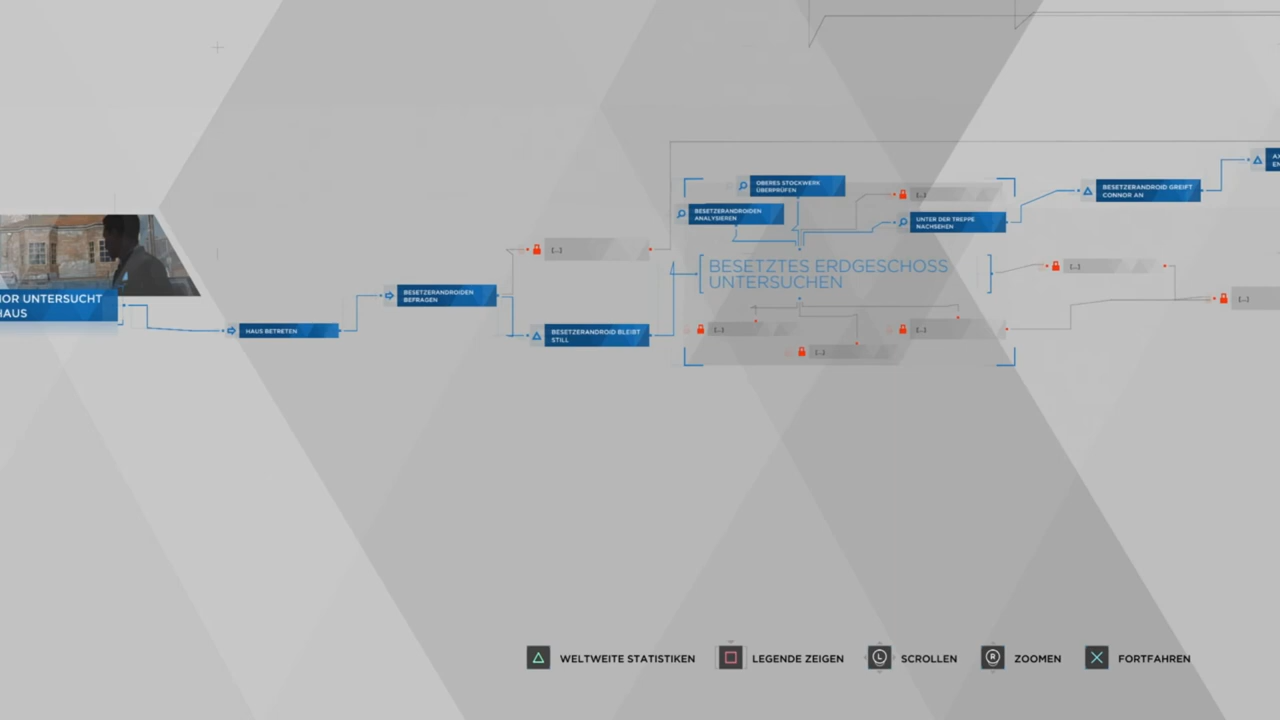 OBERES STOCKWERK
ÜBERPRÜFEN
BESETZERANDROIDEN
ANALYSIEREN
[...]
UNTER DER TREPPE
NACHSEHEN
BESETZERANDROID GREIFT
CONNOR AN
[...]
BESETZTES ERDGESCHOSS
UNTERSUCHEN
[...]
[...]
BESETZERANDROIDEN
BEFRAGEN
OR UNTERSUCHT
HAUS
HAUS BETRETEN
BESETZERANDROID BLEIBT
STILL
[...]
[...]
[...]
WELTWEITE STATISTIKEN
LEGENDE ZEIGEN
L
SCROLLEN
R
ZOOMEN
FORTFAHREN